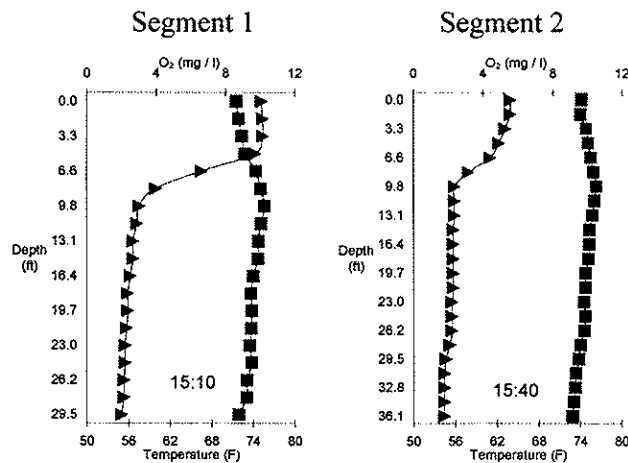 Segment 1
O₂ (mg / l)
0 4 8 12
0.0
3.3
6.6
9.8
13.1
16.4
19.7
23.0
26.2
29.5
Depth
(ft)
15:10
50 56 62 68 74 80
Temperature (F)
Segment 2
O₂ (mg / l)
0 4 8 12
0.0
3.3
6.6
9.8
13.1
16.4
19.7
23.0
26.2
29.5
32.8
36.1
Depth
(ft)
15:40
50 56 62 68 74 80
Temperature (F)